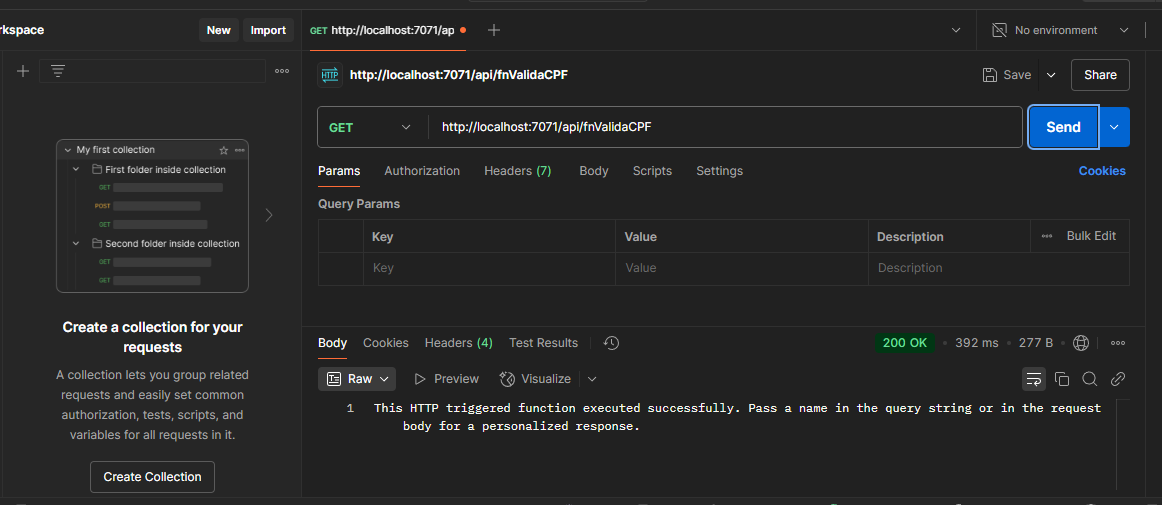 rkspace
New
Import
GET http://localhost:7071/ap
No environment
HTTP
http://localhost:7071/api/fnValidaCPF
Save
Share
GET
http://localhost:7071/api/fnValidaCPF
Send
Params
Authorization
Headers (7)
Body
Scripts
Settings
Cookies
Query Params
Key
Value
Description
Bulk Edit
Key
Value
Description
My first collection
First folder inside collection
GET
POST
GET
Second folder inside collection
GET
GET
Create a collection for your
requests
A collection lets you group related
requests and easily set common
authorization, tests, scripts, and
variables for all requests in it.
Create Collection
Body
Cookies
Headers (4)
Test Results
200 OK
392 ms
277 B
Raw
Preview
Visualize
1
This HTTP triggered function executed successfully. Pass a name in the query string or in the request
body for a personalized response.